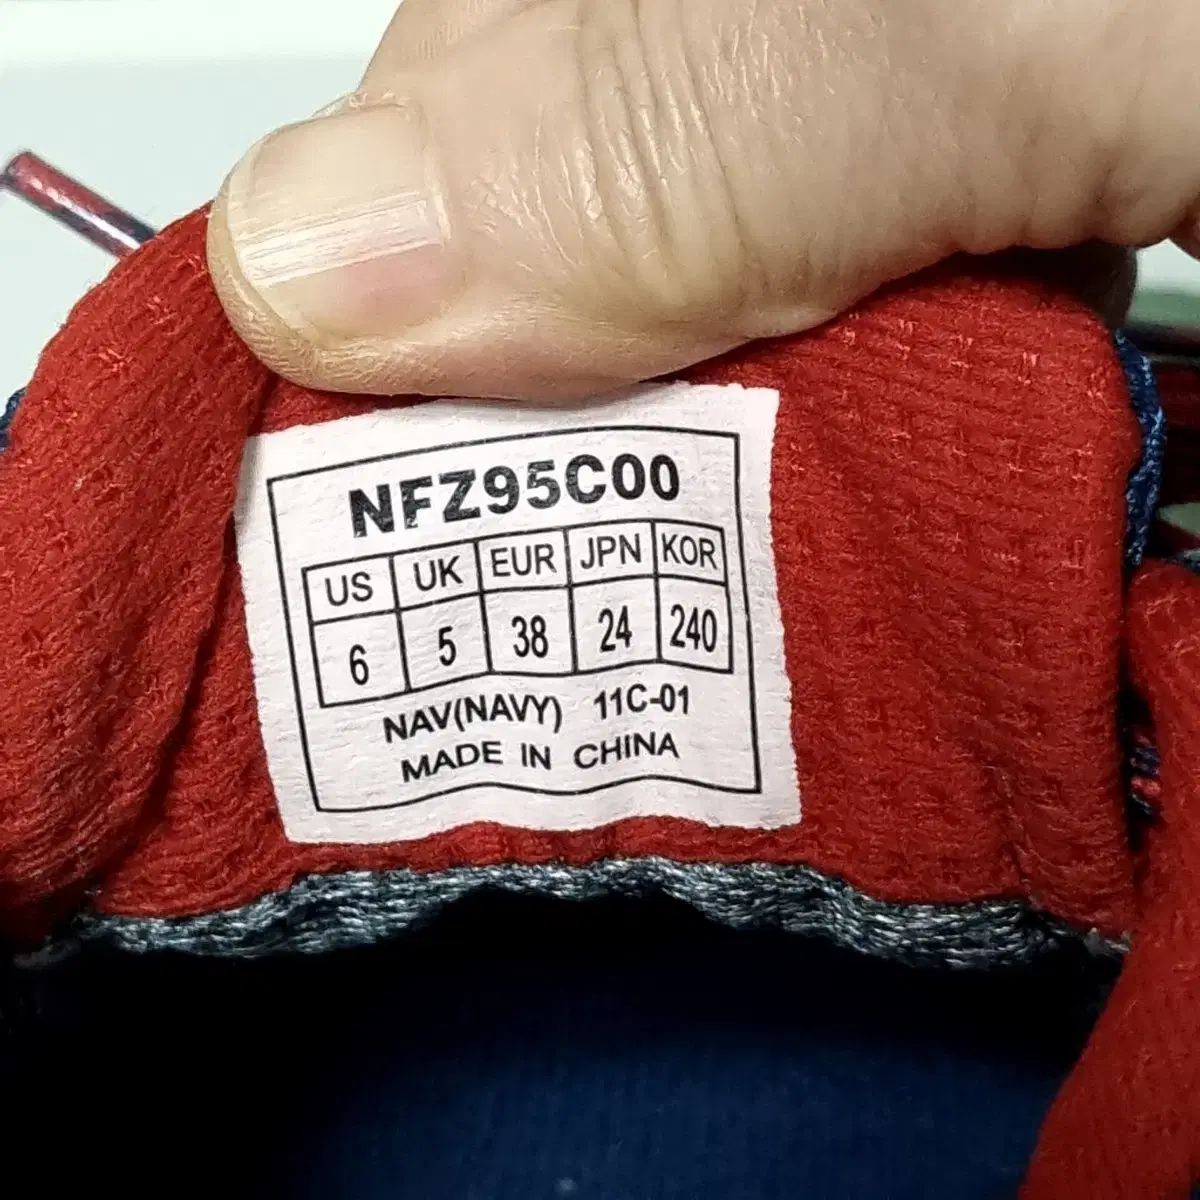 NFZ95C00
US UK EUR JPN KOR
6 5 38 24 240
NAV(NAVY) 11C-01
MADE IN CHINA